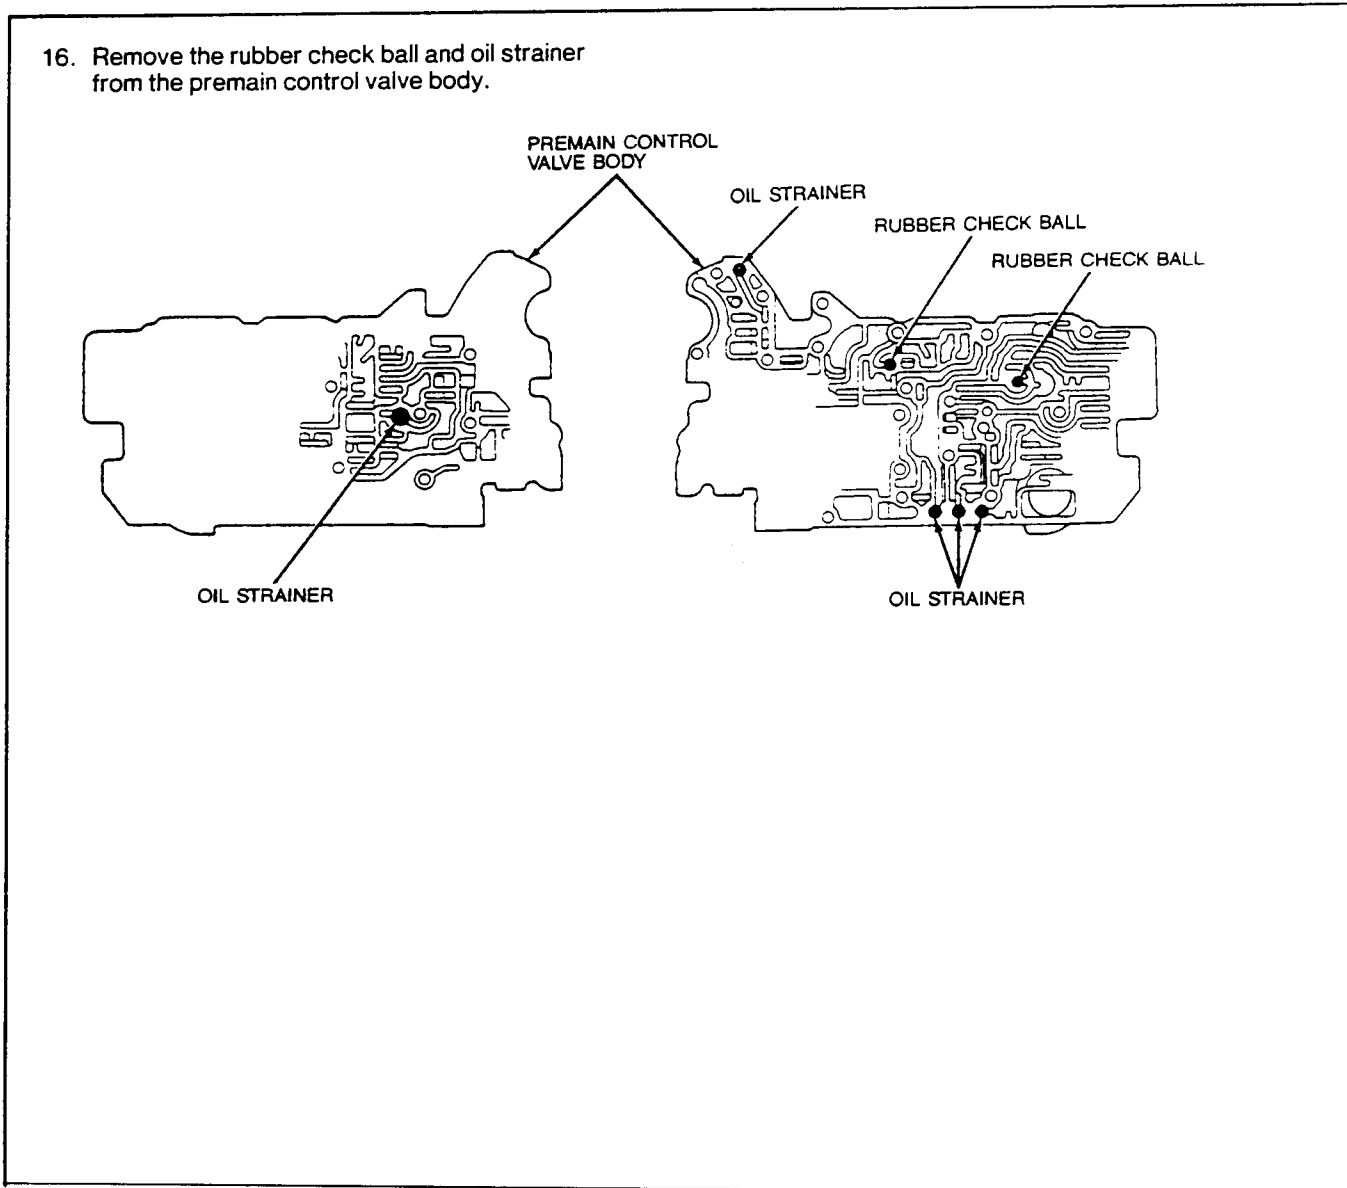 16. Remove the rubber check ball and oil strainer
from the premain control valve body.
PREMAIN CONTROL
VALVE BODY
OIL STRAINER
RUBBER CHECK BALL
RUBBER CHECK BALL
OIL STRAINER
OIL STRAINER